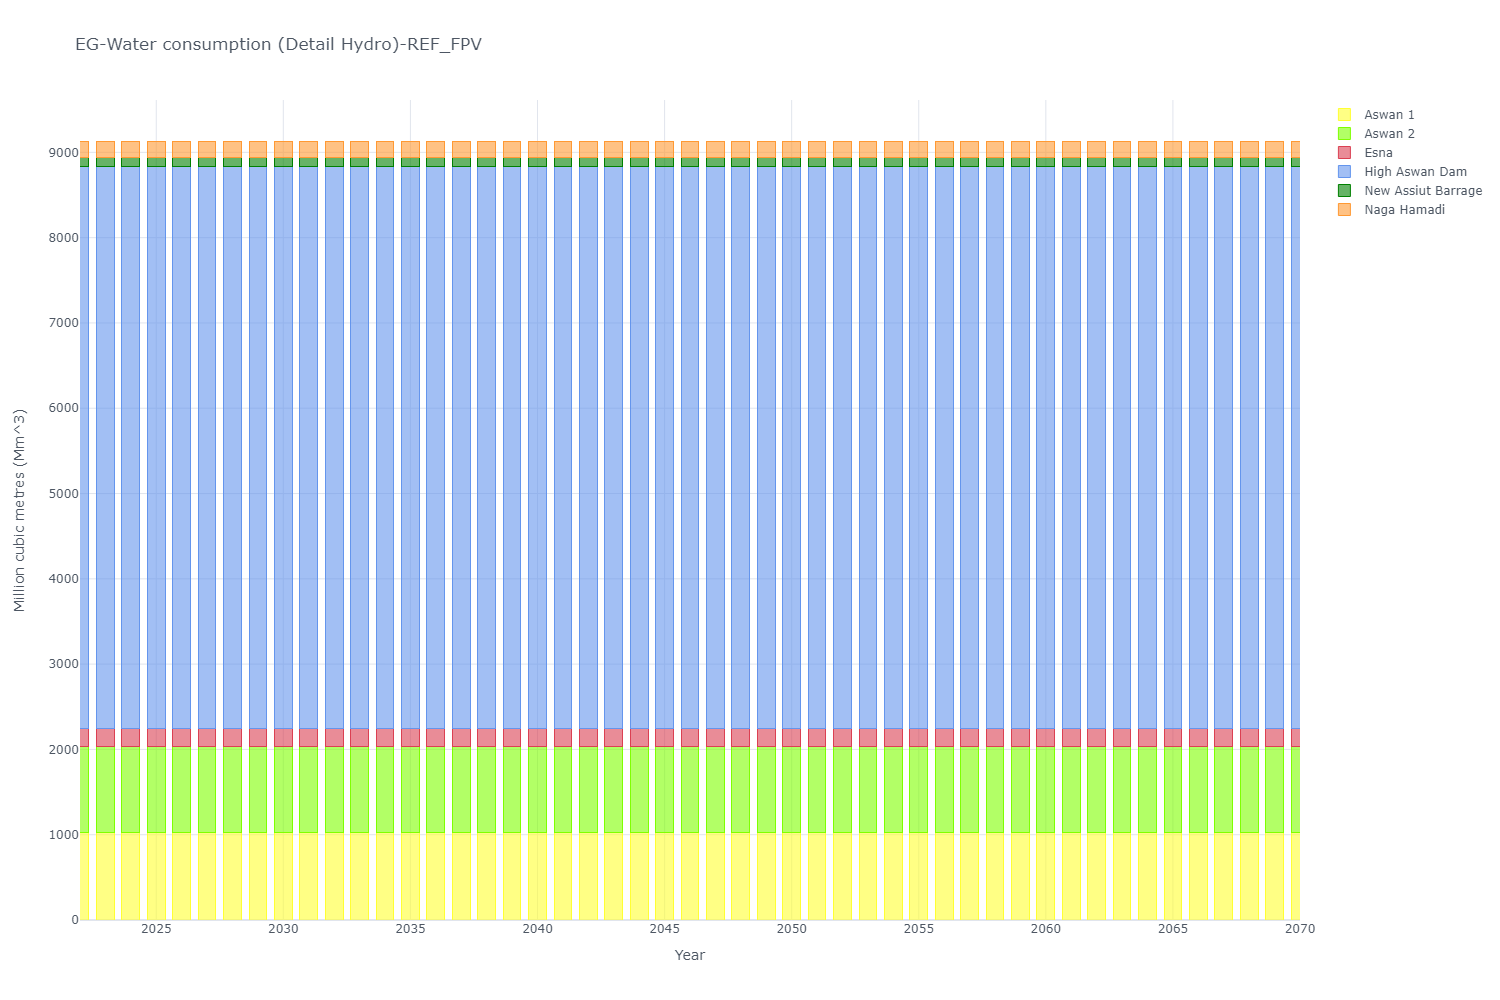 EG-Water consumption (Detail Hydro)-REF_FPV
Aswan 1
Aswan 2
Esna
High Aswan Dam
New Assiut Barrage
Naga Hamadi
9000
8000
7000
6000
5000
4000
3000
2000
1000
0
Million cubic metres (Mm^3)
2025 2030 2035 2040 2045 2050 2055 2060 2065 2070
Year